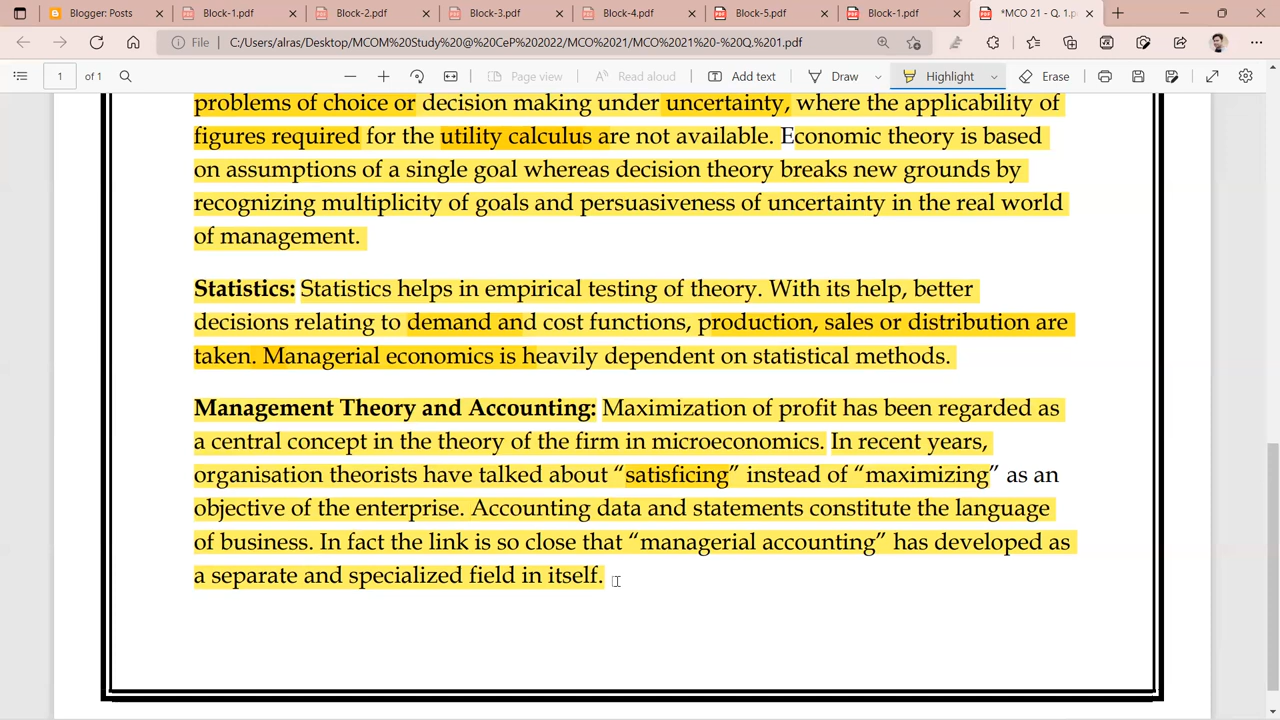 Blogger: Posts
Block-1.pdf
Block-2.pdf
Block-3.pdf
Block-4.pdf
Block-5.pdf
Block-1.pdf
*MCO 21 - Q. 1.p
File
C:/Users/alras/Desktop/MCOM%20Study@%20CeP%202022/MCO%2021/MCO%2021%20-%20Q.%201.pdf
1 of 1
Page view
Read aloud
Add text
Draw
Highlight
Erase
problems of choice or decision making under uncertainty, where the applicability of
figures required for the utility calculus are not available. Economic theory is based
on assumptions of a single goal whereas decision theory breaks new grounds by
recognizing multiplicity of goals and persuasiveness of uncertainty in the real world
of management.
Statistics: Statistics helps in empirical testing of theory. With its help, better
decisions relating to demand and cost functions, production, sales or distribution are
taken. Managerial economics is heavily dependent on statistical methods.
Management Theory and Accounting: Maximization of profit has been regarded as
a central concept in the theory of the firm in microeconomics. In recent years,
organisation theorists have talked about “satisficing” instead of “maximizing” as an
objective of the enterprise. Accounting data and statements constitute the language
of business. In fact the link is so close that “managerial accounting” has developed as
a separate and specialized field in itself.